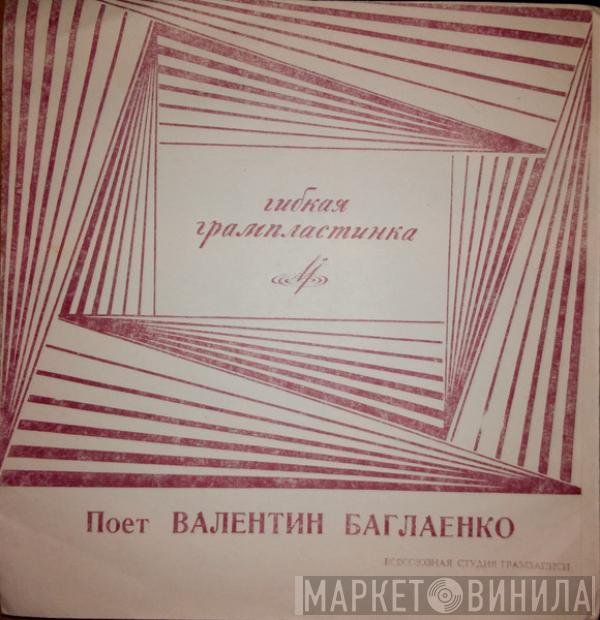 гибкая
грампластинка
Поет ВАЛЕНТИН БАГЛАЕНКО
ВСЕСОЮЗНАЯ СТУДИЯ ГРАМЗАПИСИ
МАРКЕТ ВИНИЛА